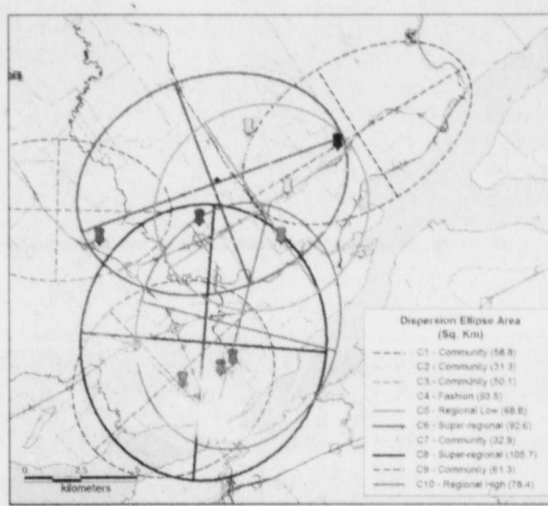 Dispersion Ellipse Area
(Sq. Km)
C1 - Community (58.8)
C2 - Community (31.3)
C3 - Community (50.1)
C4 - Fashion (93.5)
C5 - Regional Low (68.8)
C6 - Super-regional (92.6)
C7 - Community (32.9)
C8 - Super-regional (105.7)
C9 - Community (61.3)
C10 - Regional High (78.4)
0 2.5 5
kilometers